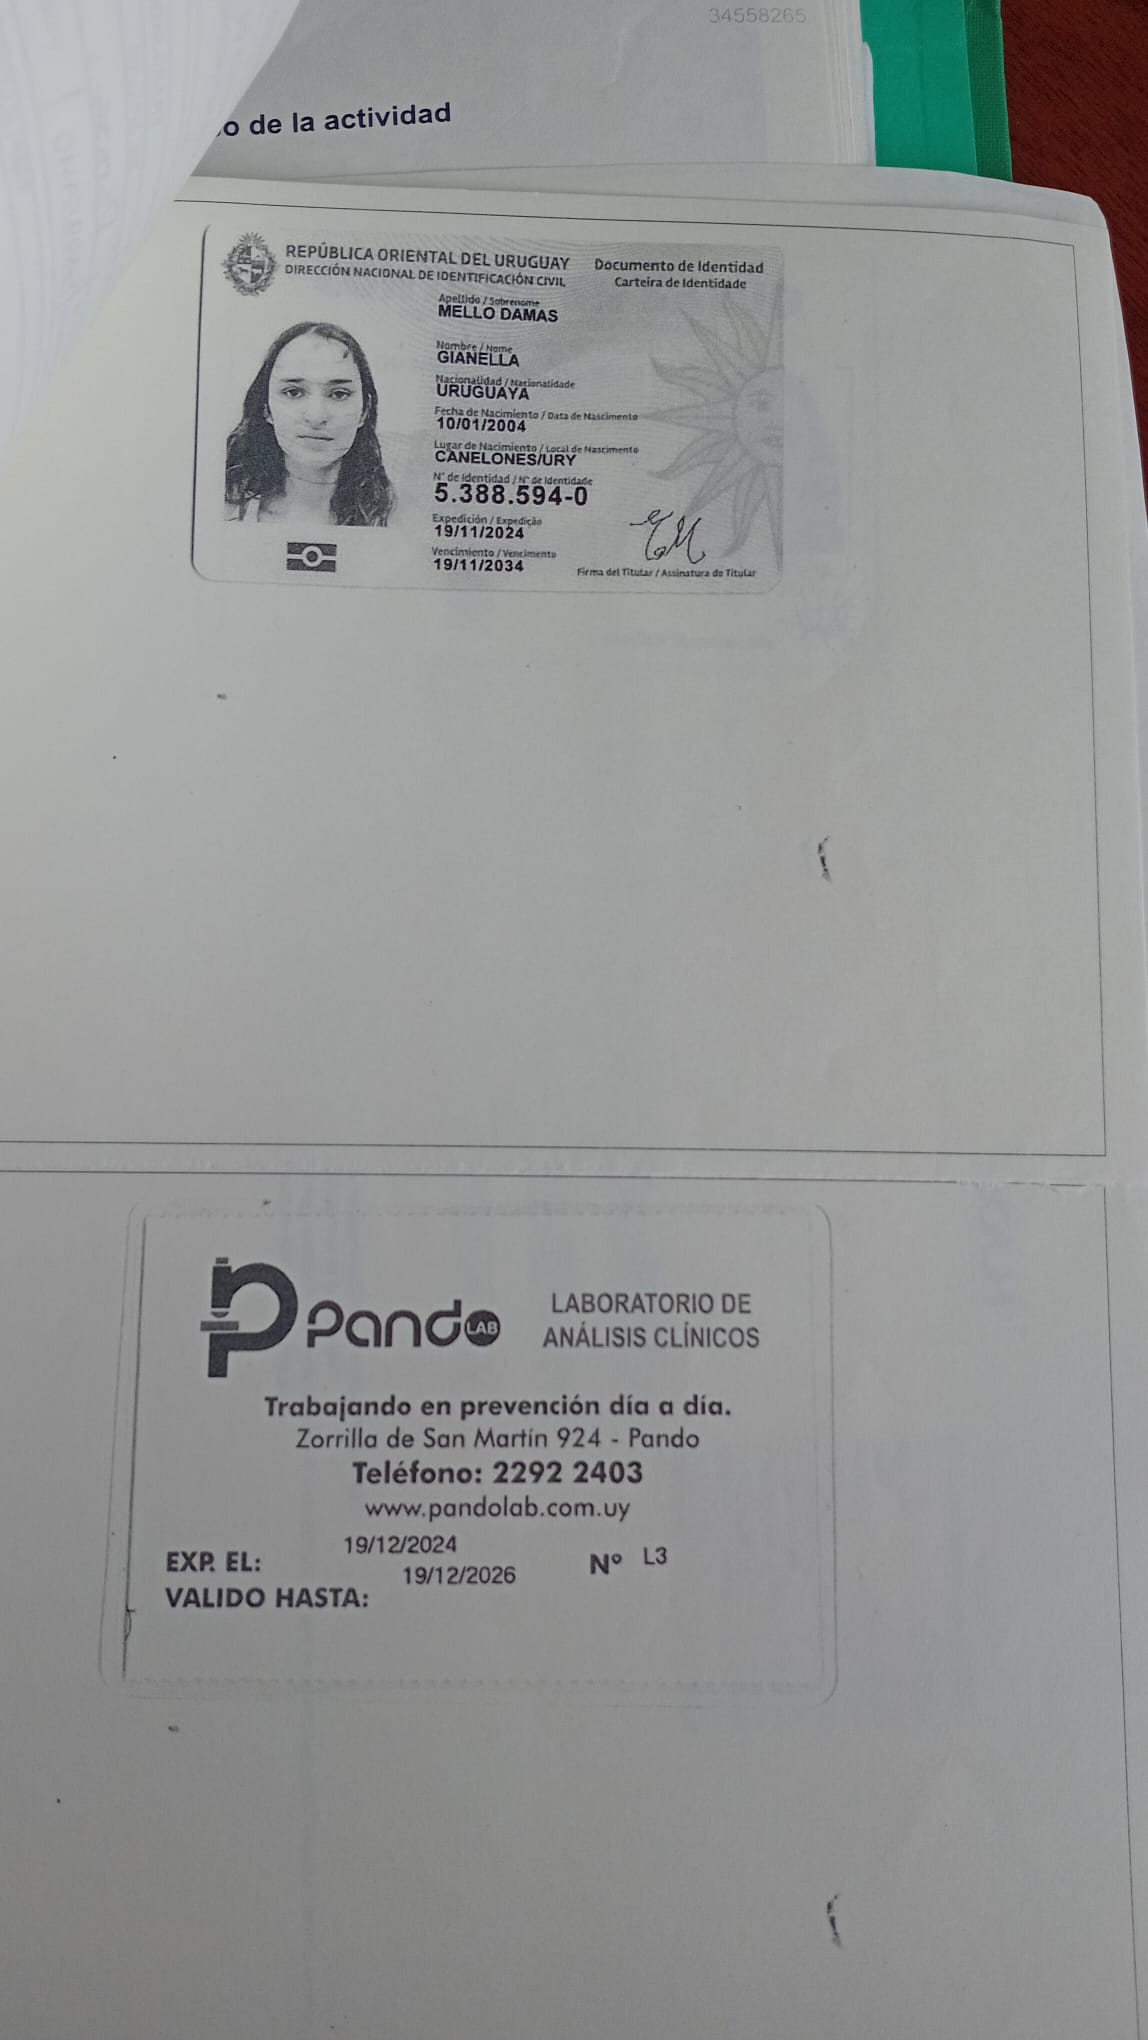 34558265
o de la actividad
REPÚBLICA ORIENTAL DEL URUGUAY
DIRECCIÓN NACIONAL DE IDENTIFICACIÓN CIVIL
Documento de Identidad
Carteira de Identidade
Apellido / Sobrenome
MELLO DAMAS
Nombre / Nome
GIANELLA
Nacionalidad / Nacionalidade
URUGUAYA
Fecha de Nacimiento / Data de Nascimento
10/01/2004
Lugar de Nacimiento / Local de Nascimento
CANELONES/URY
N° de Identidad / N° de Identidade
5.388.594-0
Expedición / Expedição
19/11/2024
Vencimiento / Vencimento
19/11/2034
Firma del Titular / Assinatura do Titular
Pando LAB
LABORATORIO DE
ANÁLISIS CLÍNICOS
Trabajando en prevención día a día.
Zorrilla de San Martín 924 - Pando
Teléfono: 2292 2403
www.pandolab.com.uy
EXP. EL: 19/12/2024
Nº L3
VALIDO HASTA: 19/12/2026